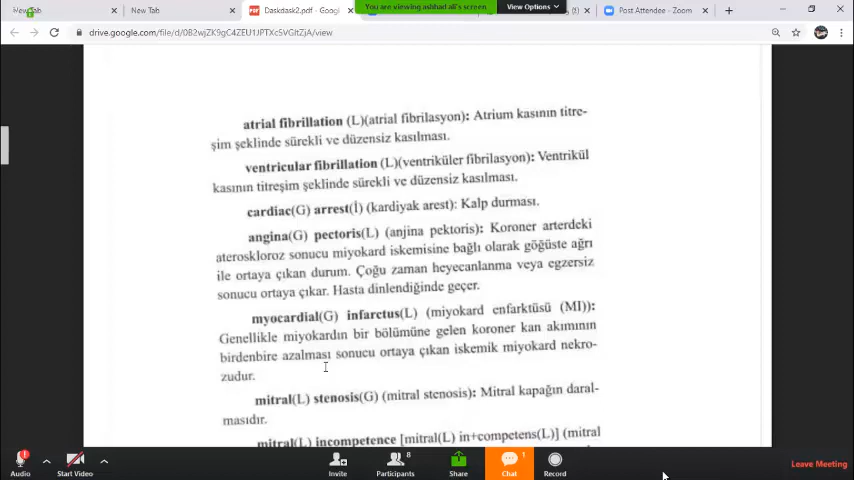 New Tab
New Tab
Daskdask2.pdf - Googl
You are viewing ashhad ali's screen
View Options
Post Attendee - Zoom
drive.google.com/file/d/0B2wjZK9gC4ZEU1JPTXc5VGItZjA/view
atrial fibrillation (L)(atrial fibrilasyon): Atrium kasının titre-
şim şeklinde sürekli ve düzensiz kasılması.
ventricular fibrillation (L)(ventriküler fibrilasyon): Ventrikül
kasının titreşim şeklinde sürekli ve düzensiz kasılması.
cardiac(G) arrest(İ) (kardiyak arest): Kalp durması.
angina(G) pectoris(L) (anjina pektoris): Koroner arterdeki
ateroskloroz sonucu miyokard iskemisine bağlı olarak göğüste ağrı
ile ortaya çıkan durum. Çoğu zaman heyecanlanma veya egzersiz
sonucu ortaya çıkar. Hasta dinlendiğinde geçer.
myocardial(G) infarctus(L) (miyokard enfarktüsü (MI)):
Genellikle miyokardın bir bölümüne gelen koroner kan akımının
birdenbire azalması sonucu ortaya çıkan iskemik miyokard nekro-
zudur.
mitral(L) stenosis(G) (mitral stenosis): Mitral kapağın daral-
masıdır.
mitral(L) incompetence [mitral(L) in+competens(L)] (mitral
Audio
Start Video
Invite
8
Participants
Share
1
Chat
Record
Leave Meeting